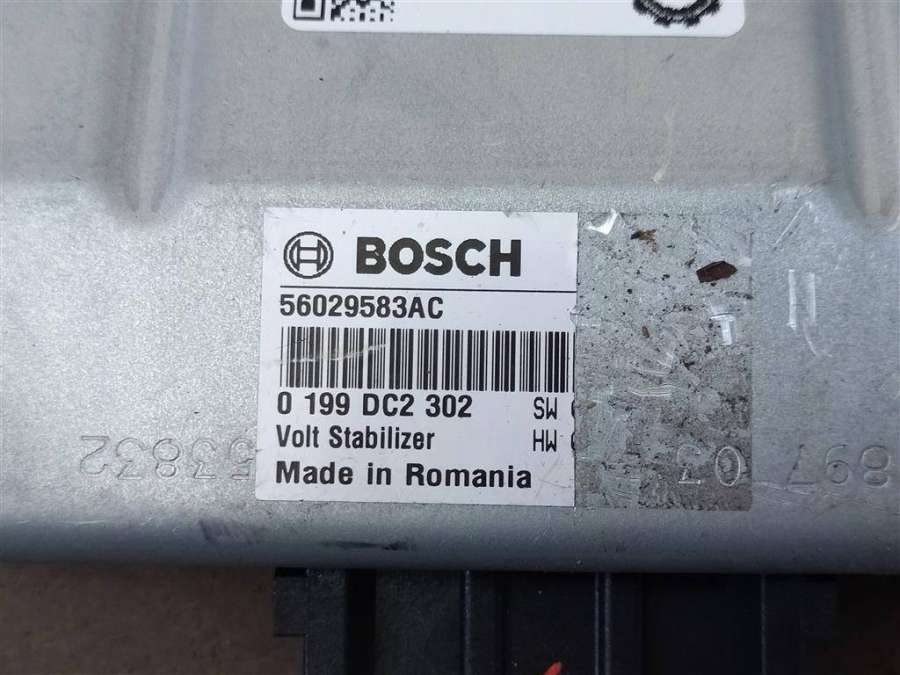 BOSCH
56029583AC
0 199 DC2 302 SW
Volt Stabilizer HW
Made in Romania